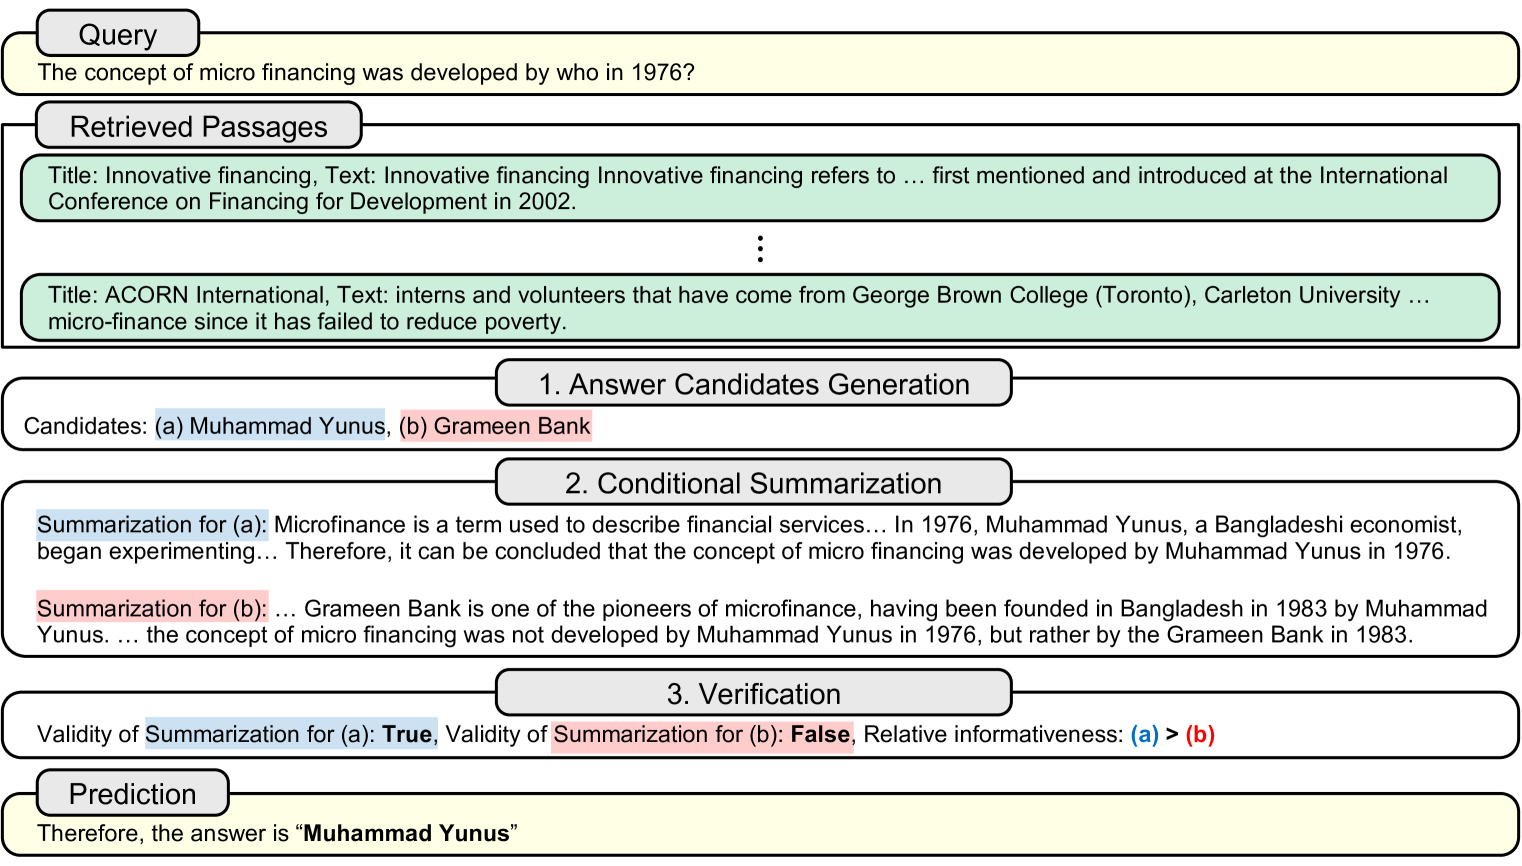 Query
The concept of micro financing was developed by who in 1976?
Retrieved Passages
Title: Innovative financing, Text: Innovative financing Innovative financing refers to … first mentioned and introduced at the International
Conference on Financing for Development in 2002.
⋮
Title: ACORN International, Text: interns and volunteers that have come from George Brown College (Toronto), Carleton University …
micro-finance since it has failed to reduce poverty.
1. Answer Candidates Generation
Candidates: (a) Muhammad Yunus, (b) Grameen Bank
2. Conditional Summarization
Summarization for (a): Microfinance is a term used to describe financial services… In 1976, Muhammad Yunus, a Bangladeshi economist,
began experimenting… Therefore, it can be concluded that the concept of micro financing was developed by Muhammad Yunus in 1976.
Summarization for (b): … Grameen Bank is one of the pioneers of microfinance, having been founded in Bangladesh in 1983 by Muhammad
Yunus. … the concept of micro financing was not developed by Muhammad Yunus in 1976, but rather by the Grameen Bank in 1983.
3. Verification
Validity of Summarization for (a): True, Validity of Summarization for (b): False, Relative informativeness: (a) > (b)
Prediction
Therefore, the answer is “Muhammad Yunus”